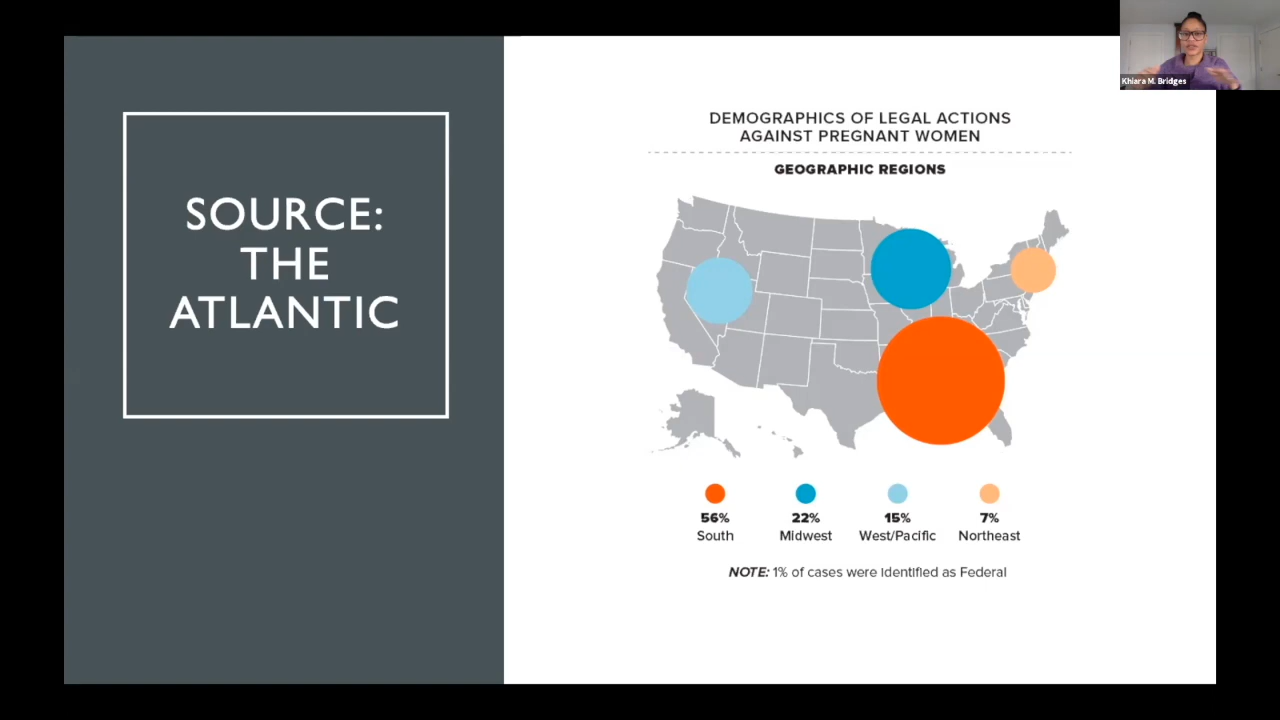 Khiara M. Bridges
SOURCE:
THE
ATLANTIC
DEMOGRAPHICS OF LEGAL ACTIONS
AGAINST PREGNANT WOMEN
GEOGRAPHIC REGIONS
56%
South
22%
Midwest
15%
West/Pacific
7%
Northeast
NOTE: 1% of cases were identified as Federal